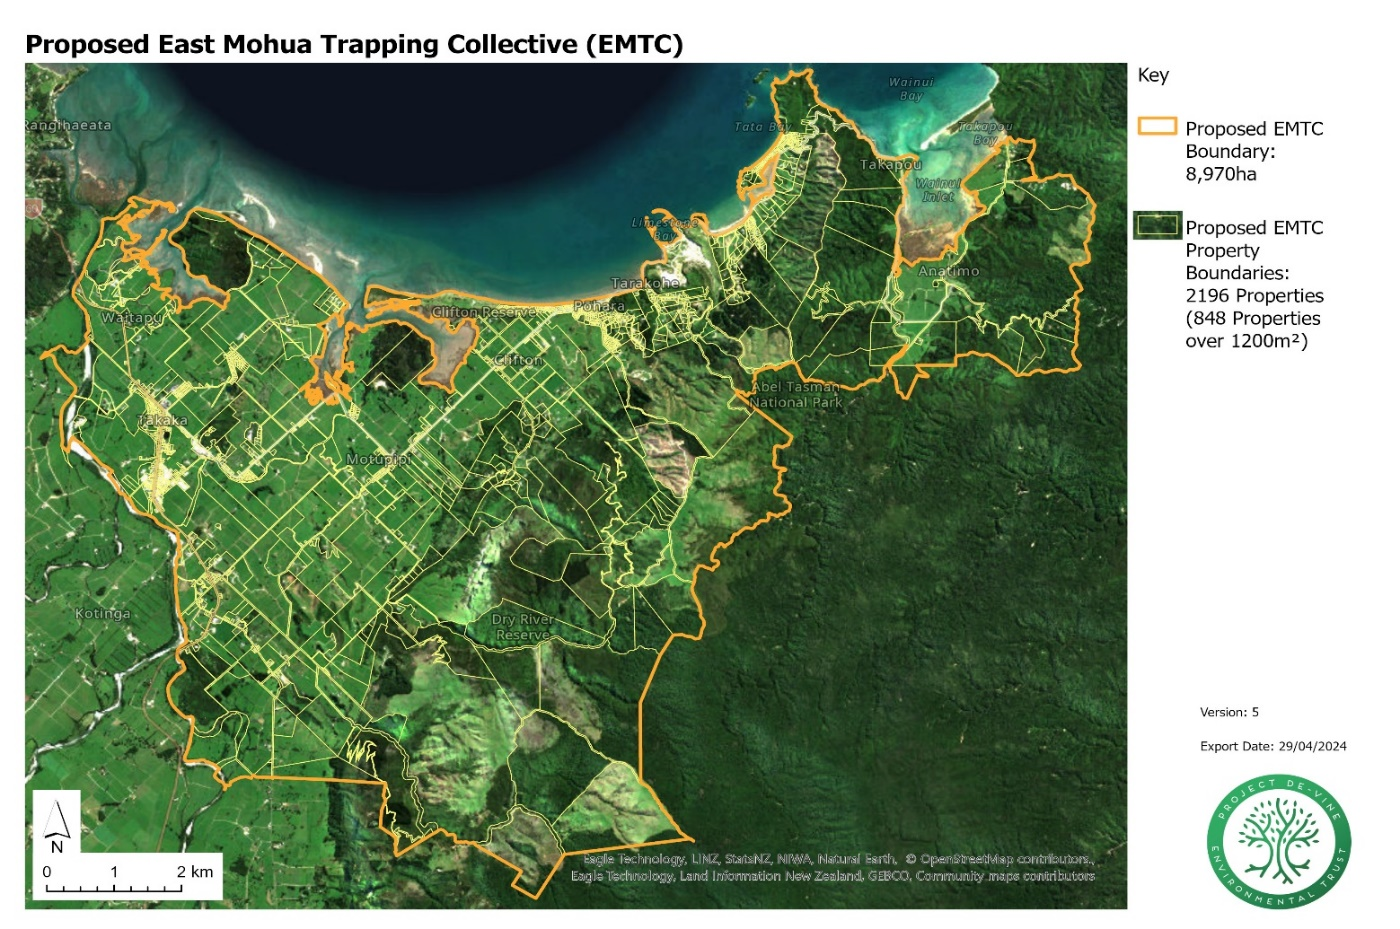 Proposed East Mohua Trapping Collective (EMTC)
Key
Proposed EMTC
Boundary:
8,970ha
Proposed EMTC
Property
Boundaries:
2196 Properties
(848 Properties
over 1200m²)
Rangihaeata
Wainui
Bay
Tata Bay
Takapou
Bay
Takapou
Wainui
Inlet
Limestone
Bay
Anatimo
Tarakohe
Pohara
Clifton Reserve
Waitapu
Clifton
Abel Tasman
National Park
Takaka
Motupipi
Kotinga
Dry River
Reserve
N
0 1 2 km
Eagle Technology, LINZ, StatsNZ, NIWA, Natural Earth, © OpenStreetMap contributors.,
Eagle Technology, Land Information New Zealand, GEBCO, Community maps contributors
Version: 5
Export Date: 29/04/2024
PROJECT DE-VINE
ENVIRONMENTAL TRUST